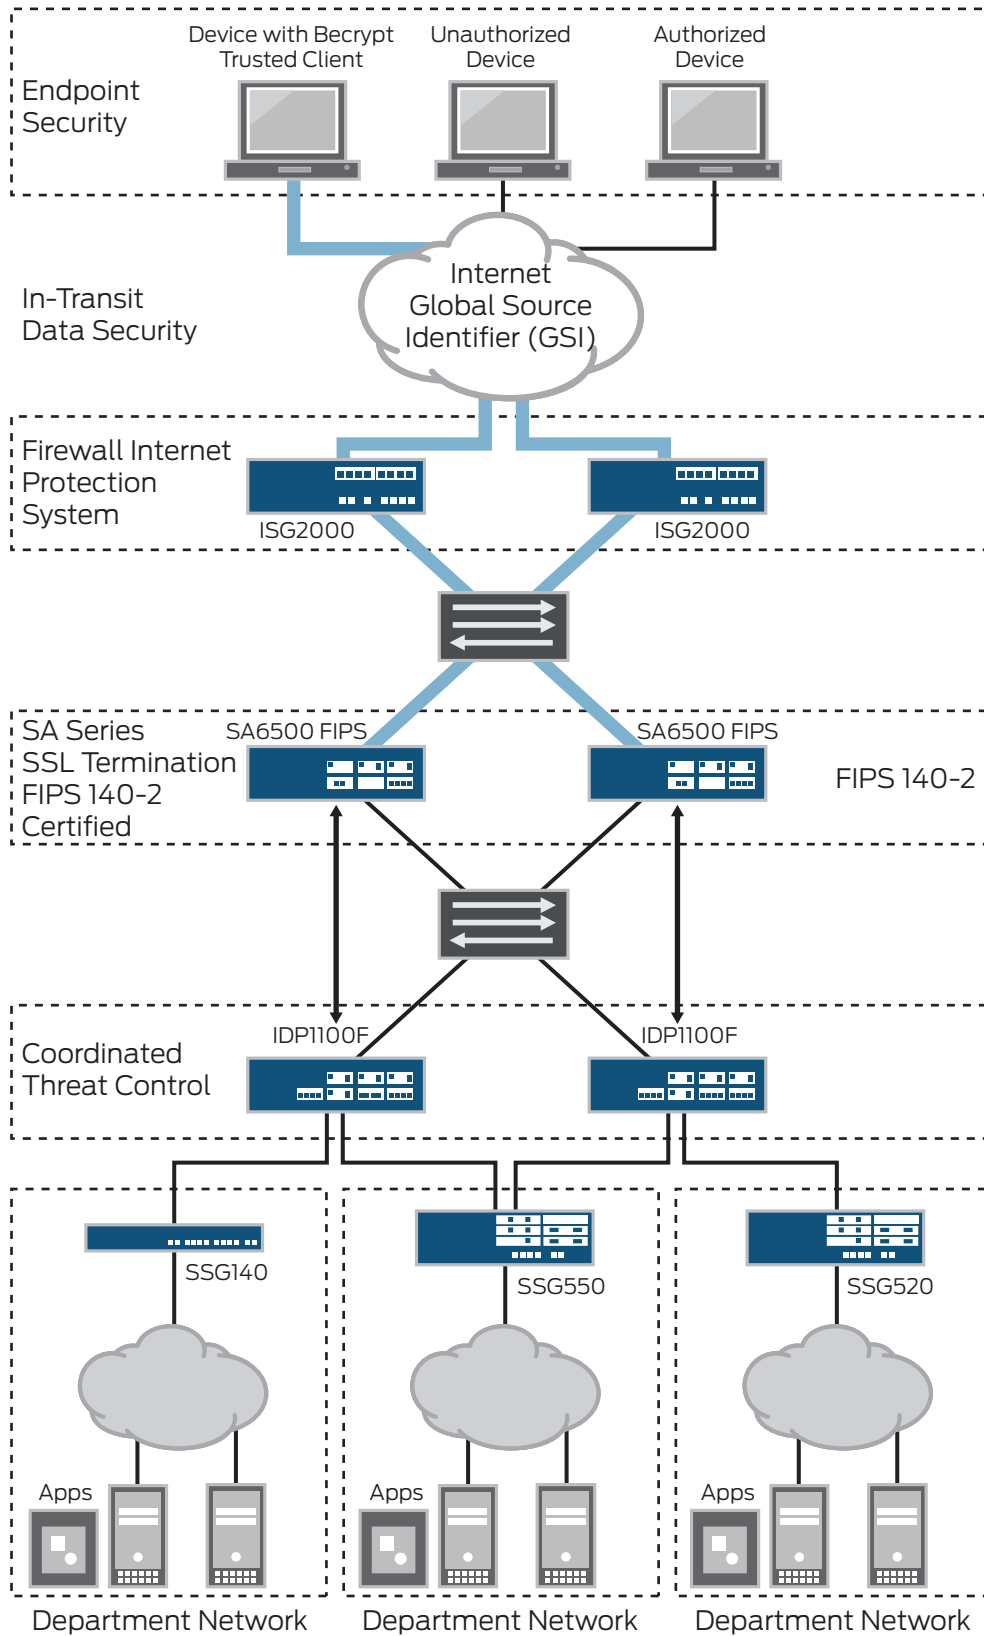 Device with Becrypt
Trusted Client
Unauthorized
Device
Authorized
Device
Endpoint
Security
Internet
Global Source
Identifier (GSI)
In-Transit
Data Security
Firewall Internet
Protection
System
ISG2000
ISG2000
SA Series
SSL Termination
FIPS 140-2
Certified
SA6500 FIPS
SA6500 FIPS
FIPS 140-2
Coordinated
Threat Control
IDP1100F
IDP1100F
SSG140
SSG550
SSG520
Apps
Apps
Apps
Department Network
Department Network
Department Network